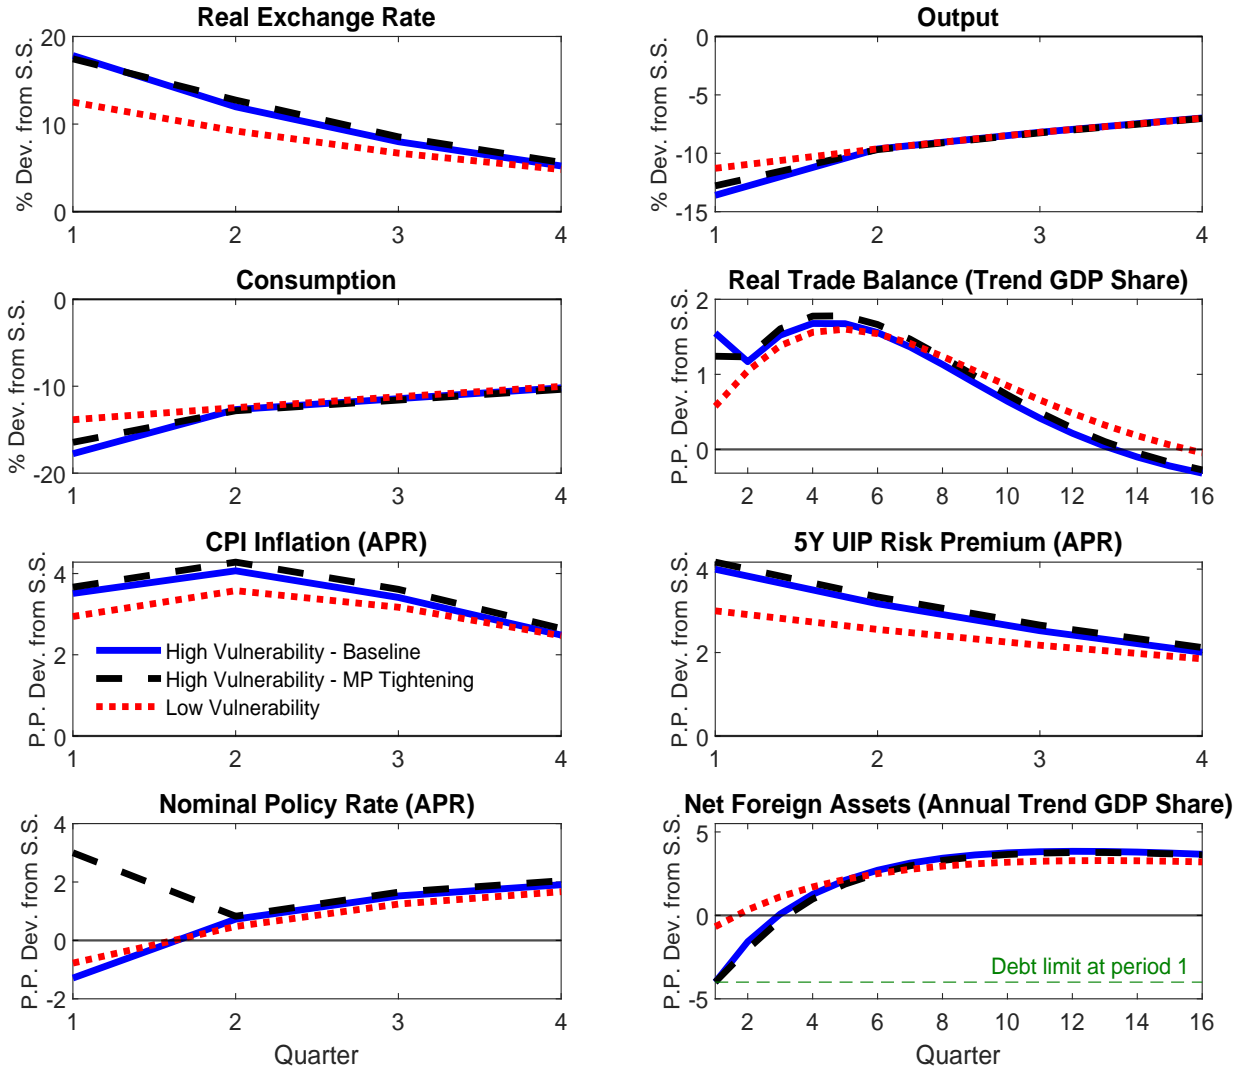 Real Exchange Rate
% Dev. from S.S.
20
10
0
1 2 3 4
Output
% Dev. from S.S.
0
-5
-10
-15
1 2 3 4
Consumption
% Dev. from S.S.
0
-10
-20
1 2 3 4
Real Trade Balance (Trend GDP Share)
P.P. Dev. from S.S.
2
1
0
2 4 6 8 10 12 14 16
CPI Inflation (APR)
P.P. Dev. from S.S.
4
2
0
High Vulnerability - Baseline
High Vulnerability - MP Tightening
Low Vulnerability
1 2 3 4
5Y UIP Risk Premium (APR)
P.P. Dev. from S.S.
4
2
0
1 2 3 4
Nominal Policy Rate (APR)
P.P. Dev. from S.S.
4
2
0
-2
1 2 3 4
Quarter
Net Foreign Assets (Annual Trend GDP Share)
P.P. Dev. from S.S.
5
0
-5
Debt limit at period 1
2 4 6 8 10 12 14 16
Quarter